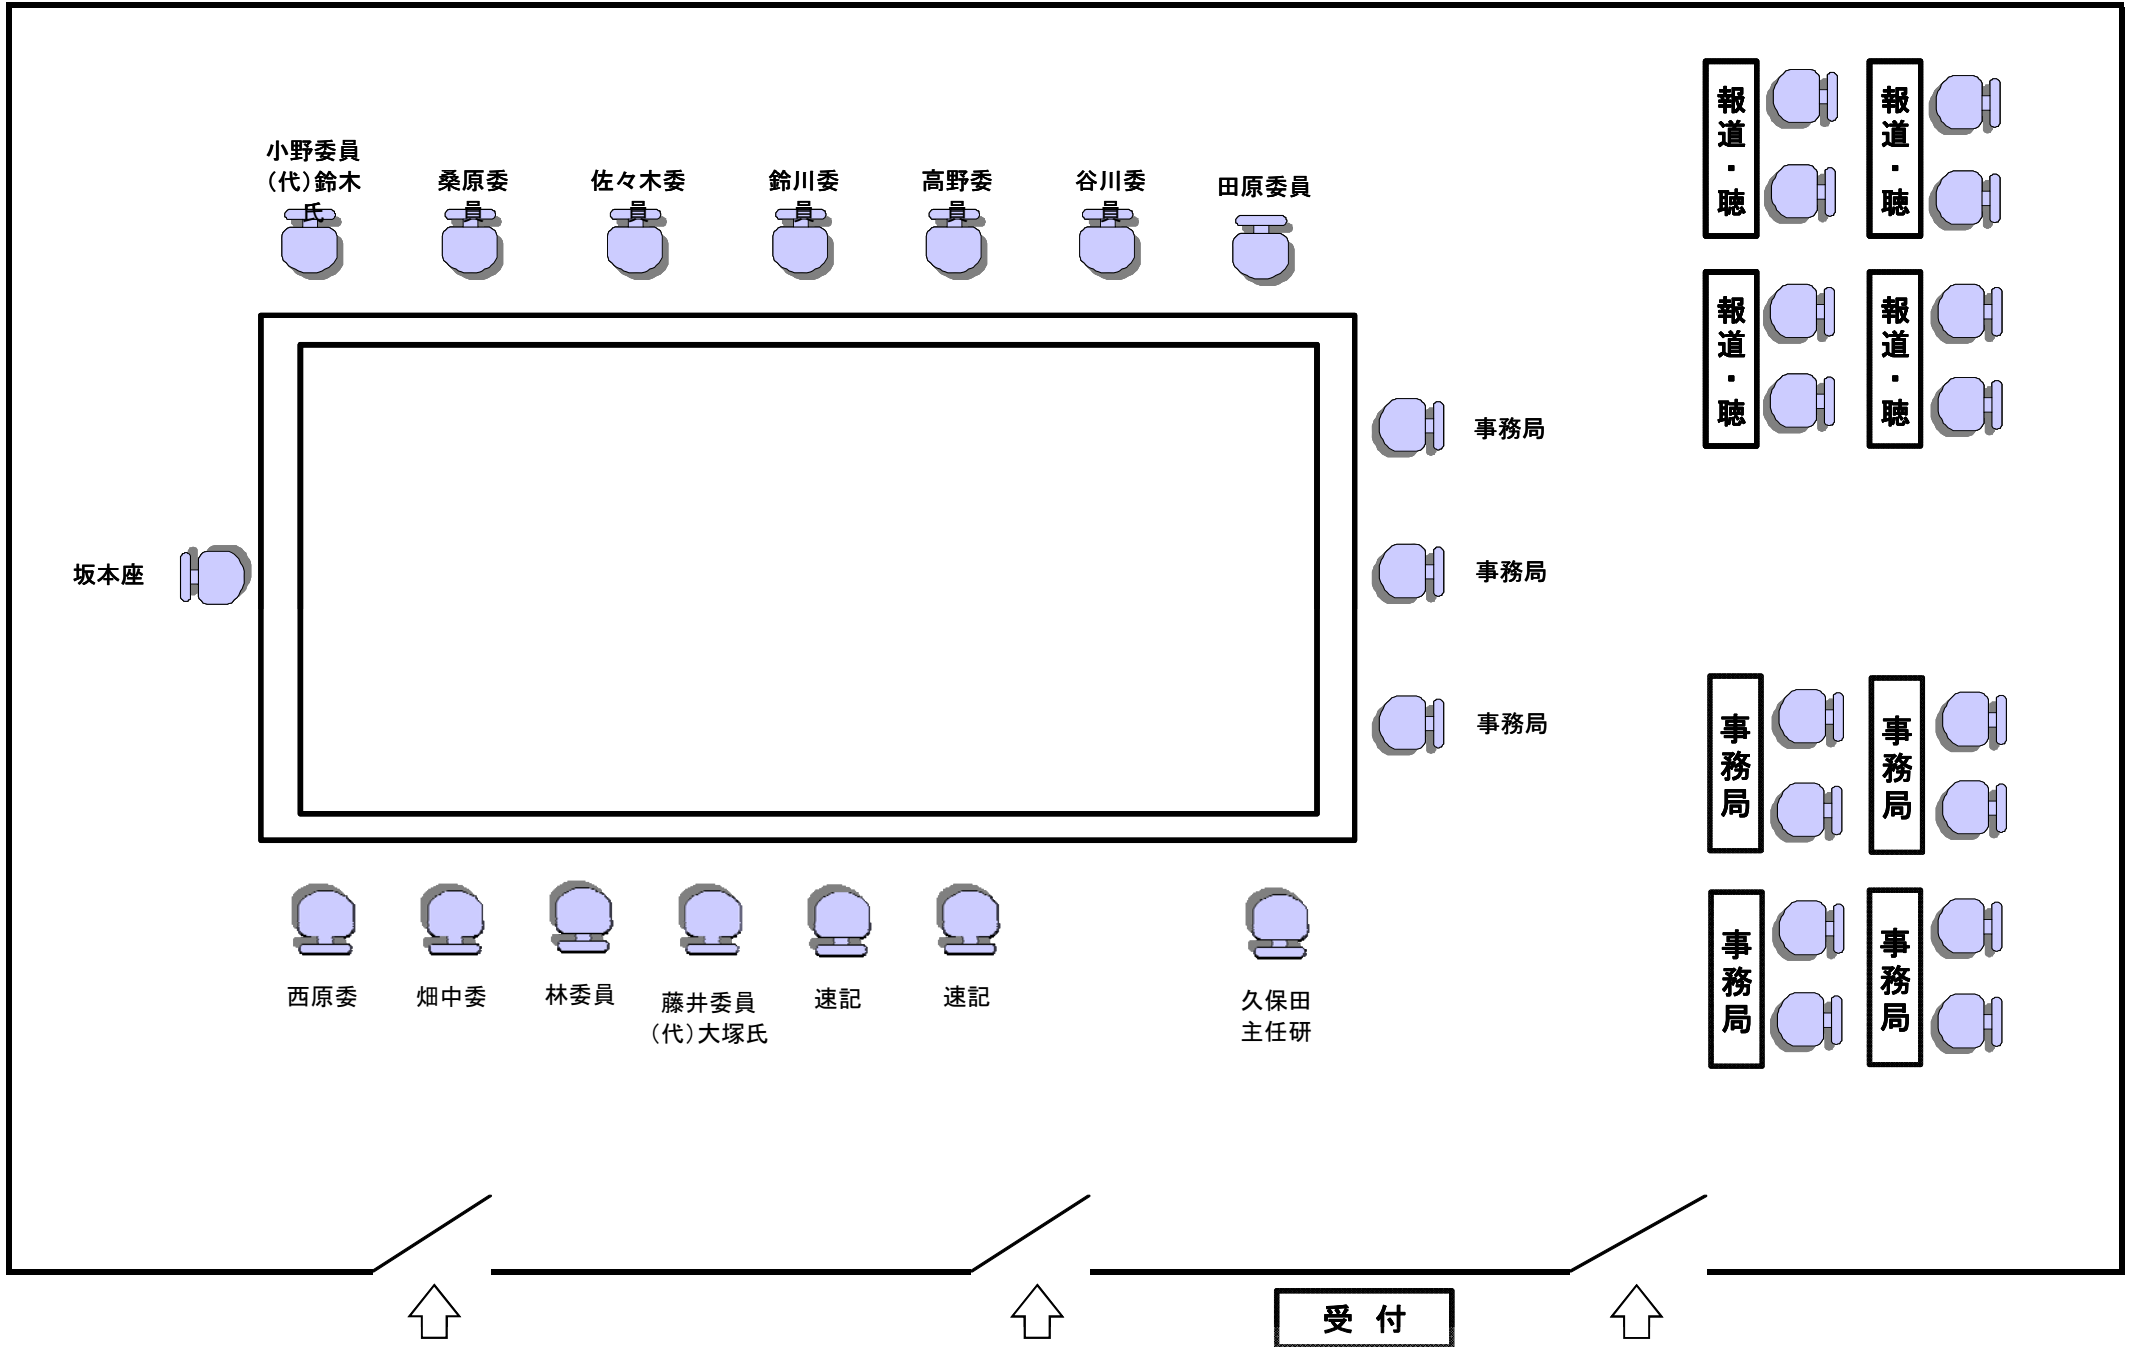 小野委員
（代）鈴木
氏
桑原委
員
佐々木委
員
鈴川委
員
高野委
員
谷川委
員
田原委員
報道・聴
報道・聴
報道・聴
報道・聴
事務局
事務局
事務局
坂本座
事務局
事務局
事務局
事務局
西原委
畑中委
林委員
藤井委員
（代）大塚氏
速記
速記
久保田
主任研
受 付